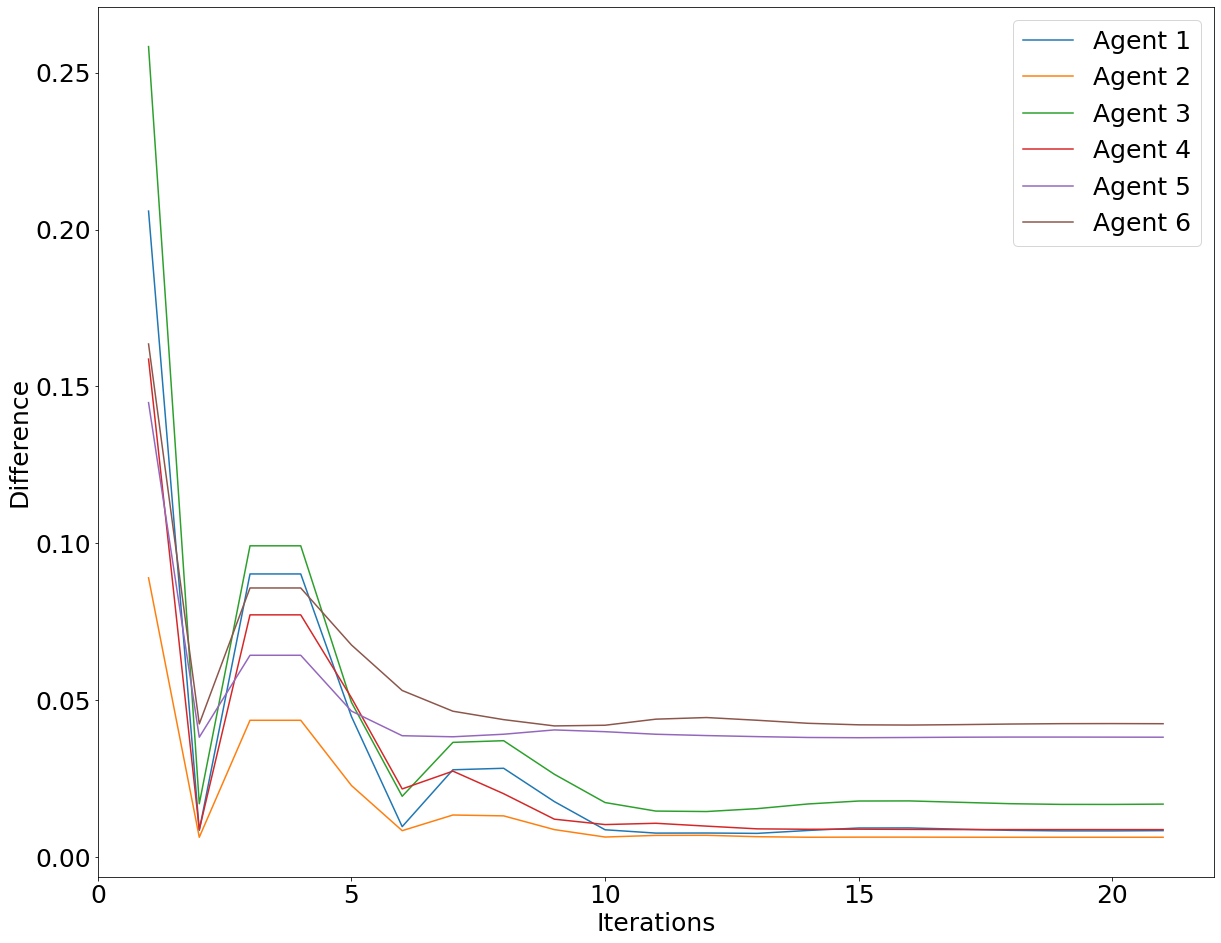 Agent 1
Agent 2
Agent 3
Agent 4
Agent 5
Agent 6
Difference
0.25
0.20
0.15
0.10
0.05
0.00
0 5 10 15 20
Iterations